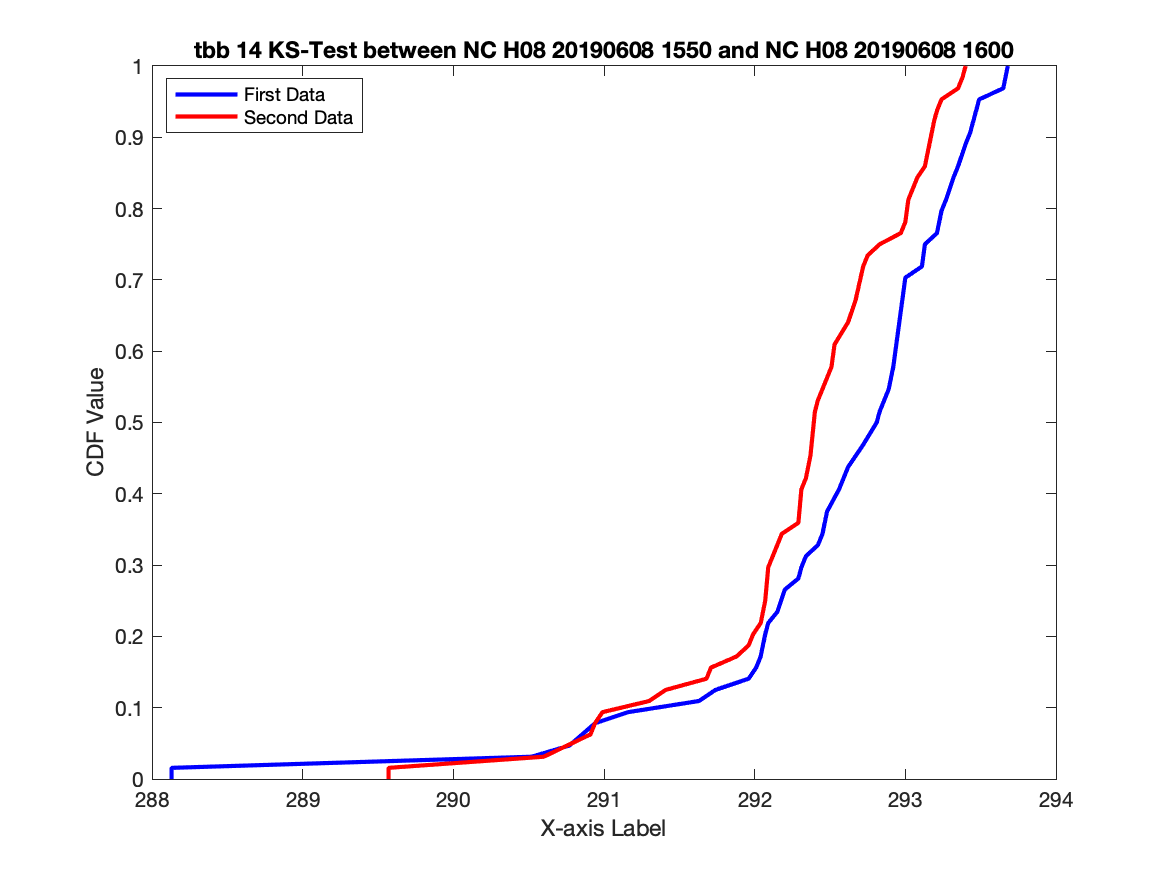 tbb 14 KS-Test between NC H08 20190608 1550 and NC H08 20190608 1600
First Data
Second Data
1
0.9
0.8
0.7
0.6
0.5
0.4
0.3
0.2
0.1
0
CDF Value
288 289 290 291 292 293 294
X-axis Label